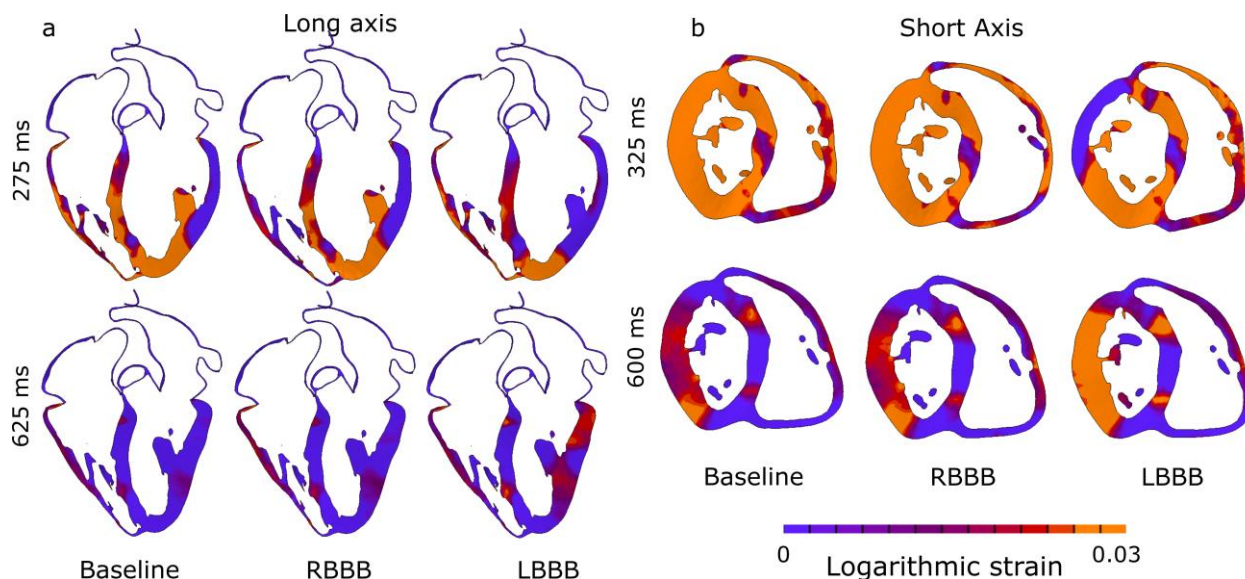 a
Long axis
b
Short Axis
275 ms
325 ms
625 ms
600 ms
Baseline
RBBB
LBBB
Baseline
RBBB
LBBB
0
0.03
Logarithmic strain